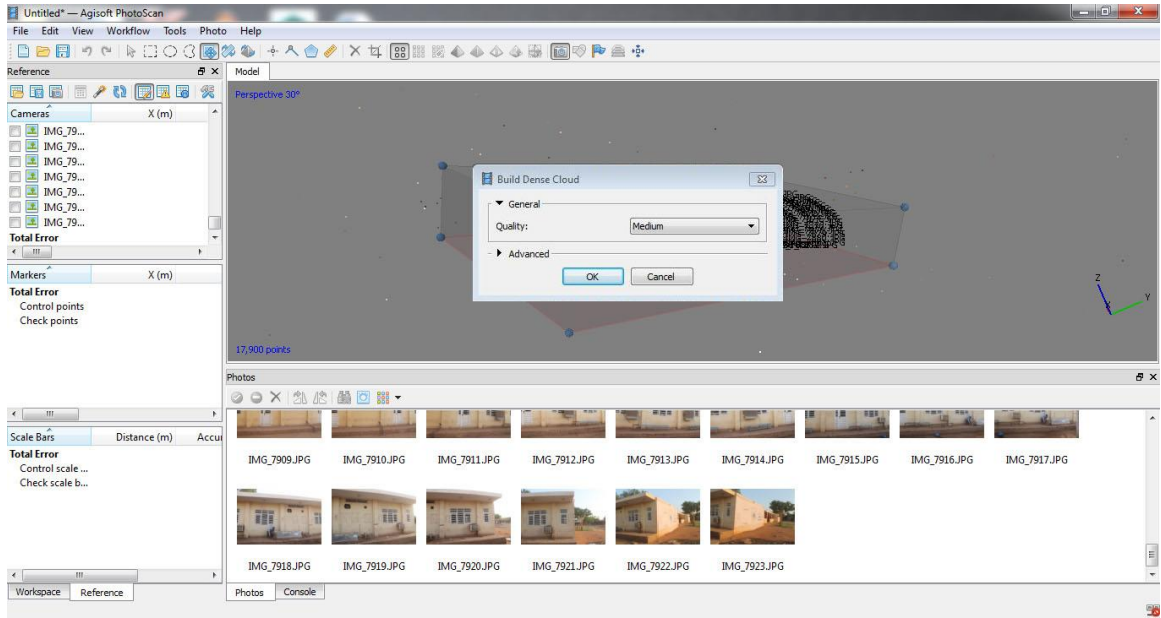 Untitled* — Agisoft PhotoScan
File Edit View Workflow Tools Photo Help
Reference
Model
Perspective 30°
Cameras X (m)
IMG_79...
IMG_79...
IMG_79...
IMG_79...
IMG_79...
IMG_79...
IMG_79...
Total Error
Build Dense Cloud
General
Quality: Medium
Advanced
OK Cancel
Markers X (m)
Total Error
Control points
Check points
Z
Y
17,900 points
Photos
Scale Bars Distance (m) Accu
Total Error
Control scale ...
Check scale b...
IMG_7909.JPG IMG_7910.JPG IMG_7911.JPG IMG_7912.JPG IMG_7913.JPG IMG_7914.JPG IMG_7915.JPG IMG_7916.JPG IMG_7917.JPG
IMG_7918.JPG IMG_7919.JPG IMG_7920.JPG IMG_7921.JPG IMG_7922.JPG IMG_7923.JPG
Workspace Reference
Photos Console